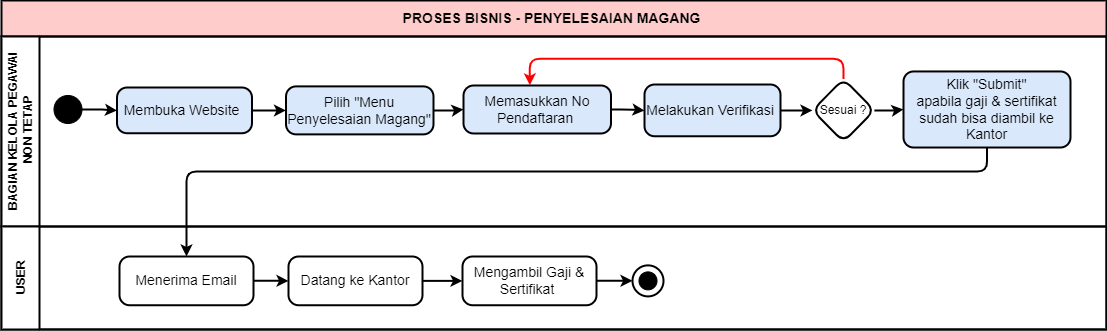 PROSES BISNIS - PENYELESAIAN MAGANG
BAGIAN KELOLA PEGAWAI
NON TETAP
Membuka Website
Pilih "Menu
Penyelesaian Magang"
Memasukkan No
Pendaftaran
Melakukan Verifikasi
Sesuai ?
Klik "Submit"
apabila gaji & sertifikat
sudah bisa diambil ke
Kantor
USER
Menerima Email
Datang ke Kantor
Mengambil Gaji &
Sertifikat